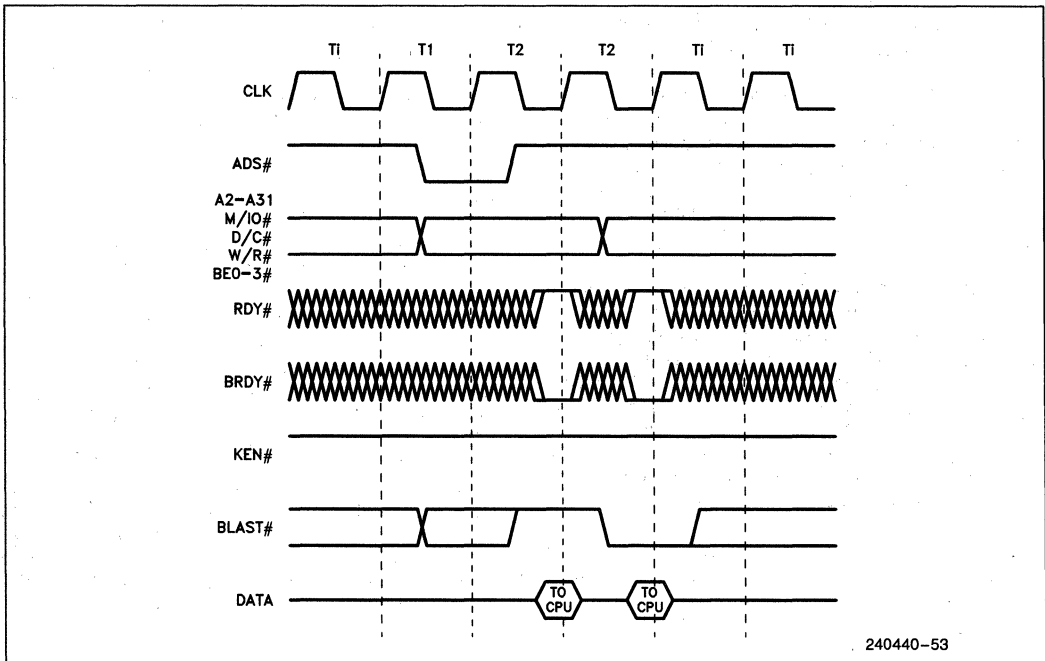 Ti T1 T2 T2 Ti Ti
CLK
ADS#
A2-A31
M/IO#
D/C#
W/R#
BE0-3#
RDY#
BRDY#
KEN#
BLAST#
DATA
TO
CPU
TO
CPU
240440-53